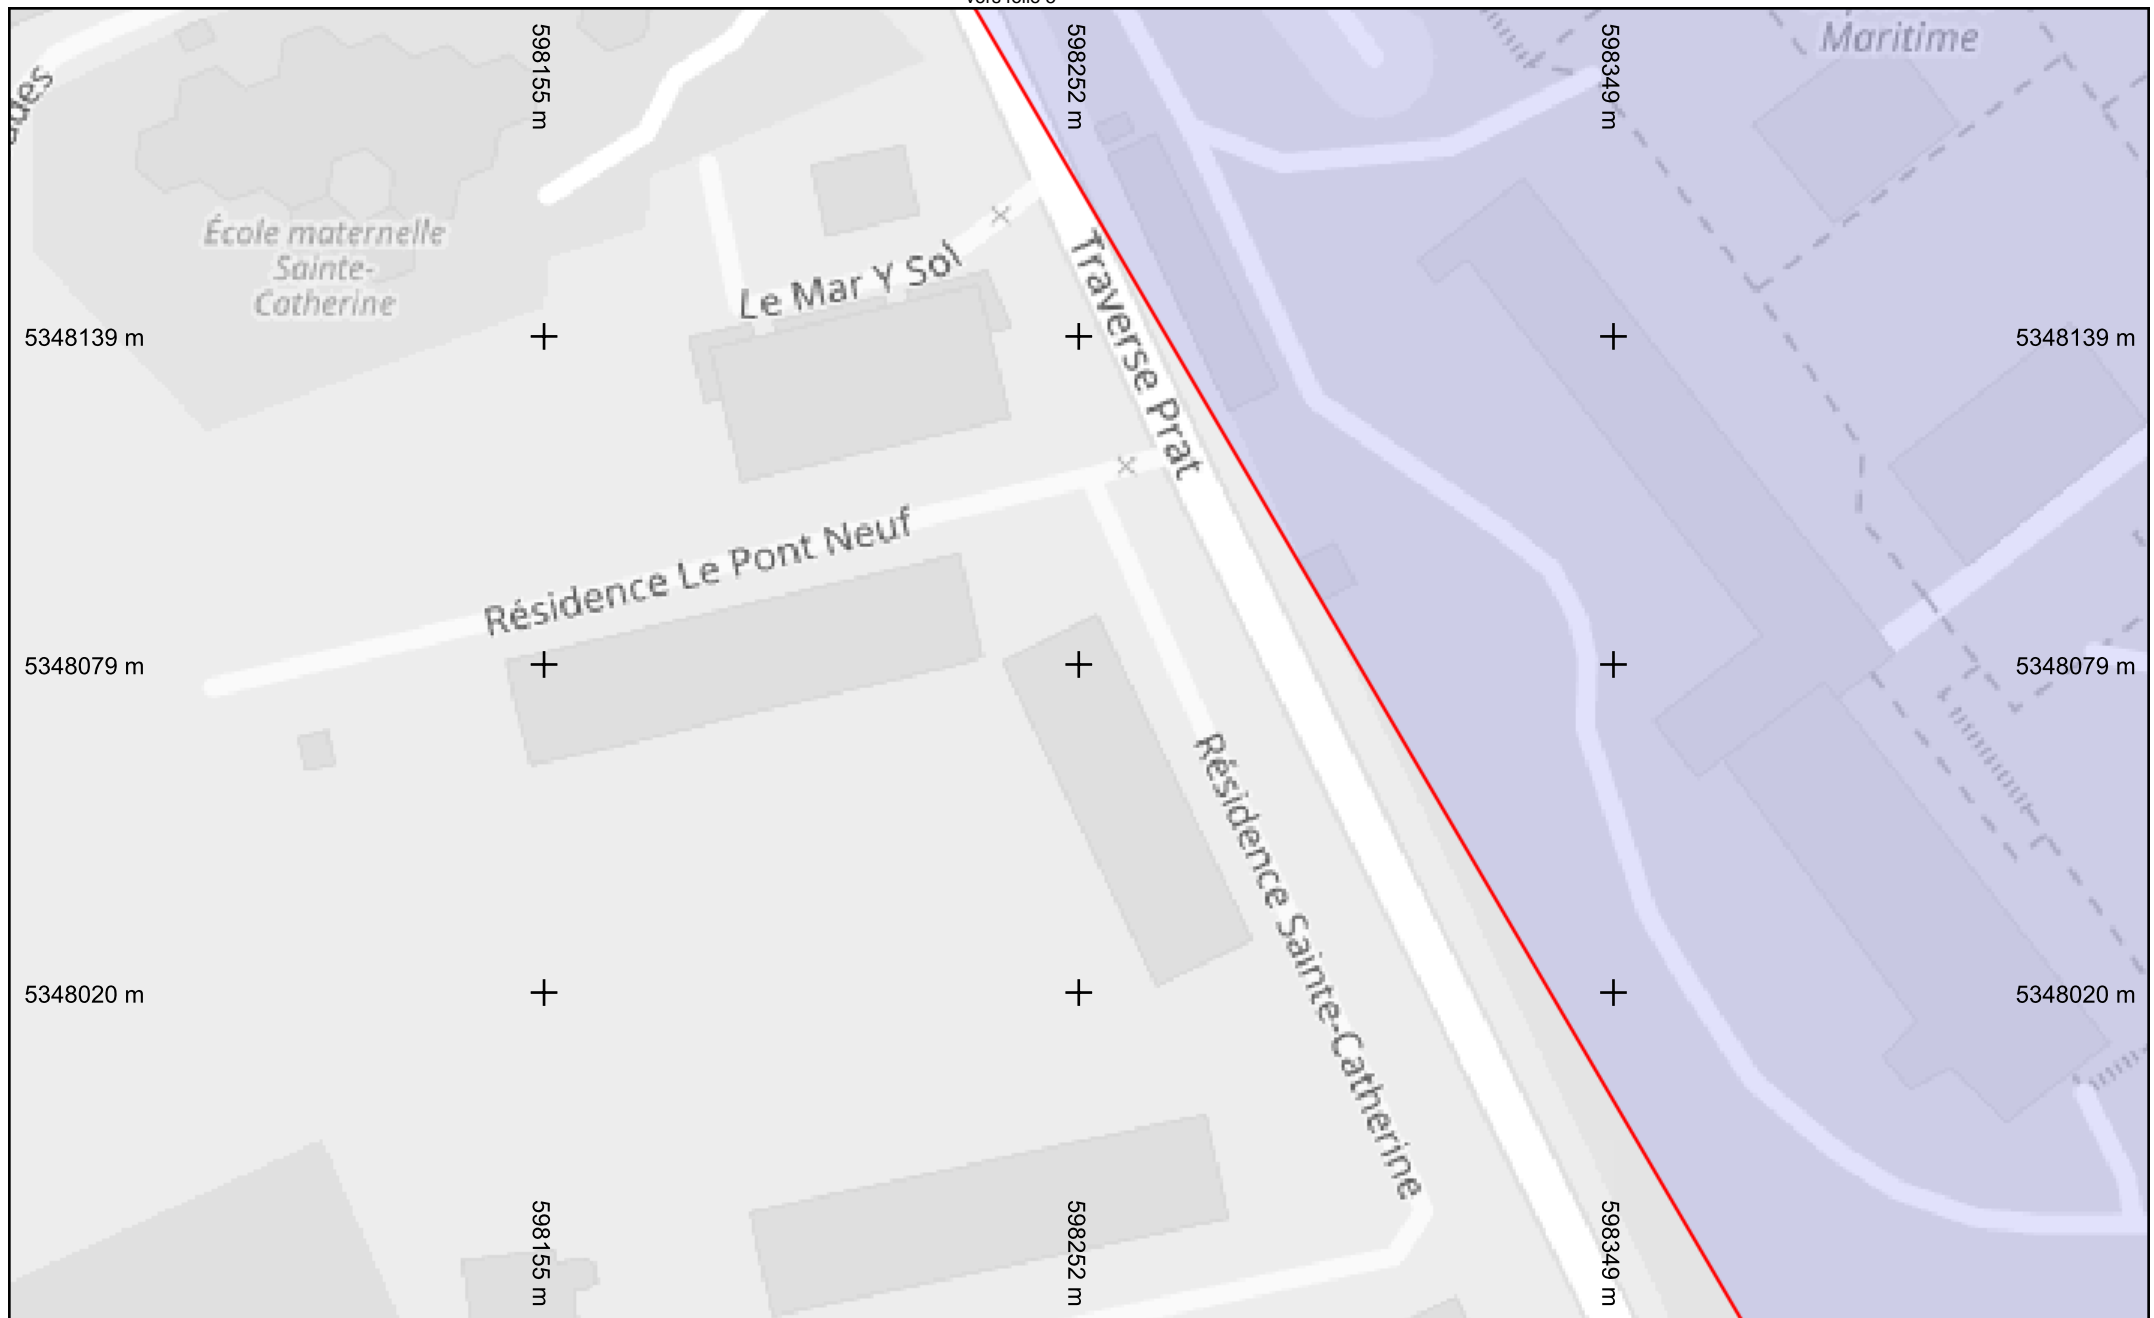 598155 m
598252 m
598349 m
Maritime
École maternelle
Sainte-
Catherine
Le Mar Y Sol
Traverse Prat
5348139 m
5348139 m
Résidence Le Pont Neuf
5348079 m
5348079 m
Résidence Sainte-Catherine
5348020 m
5348020 m
598155 m
598252 m
598349 m